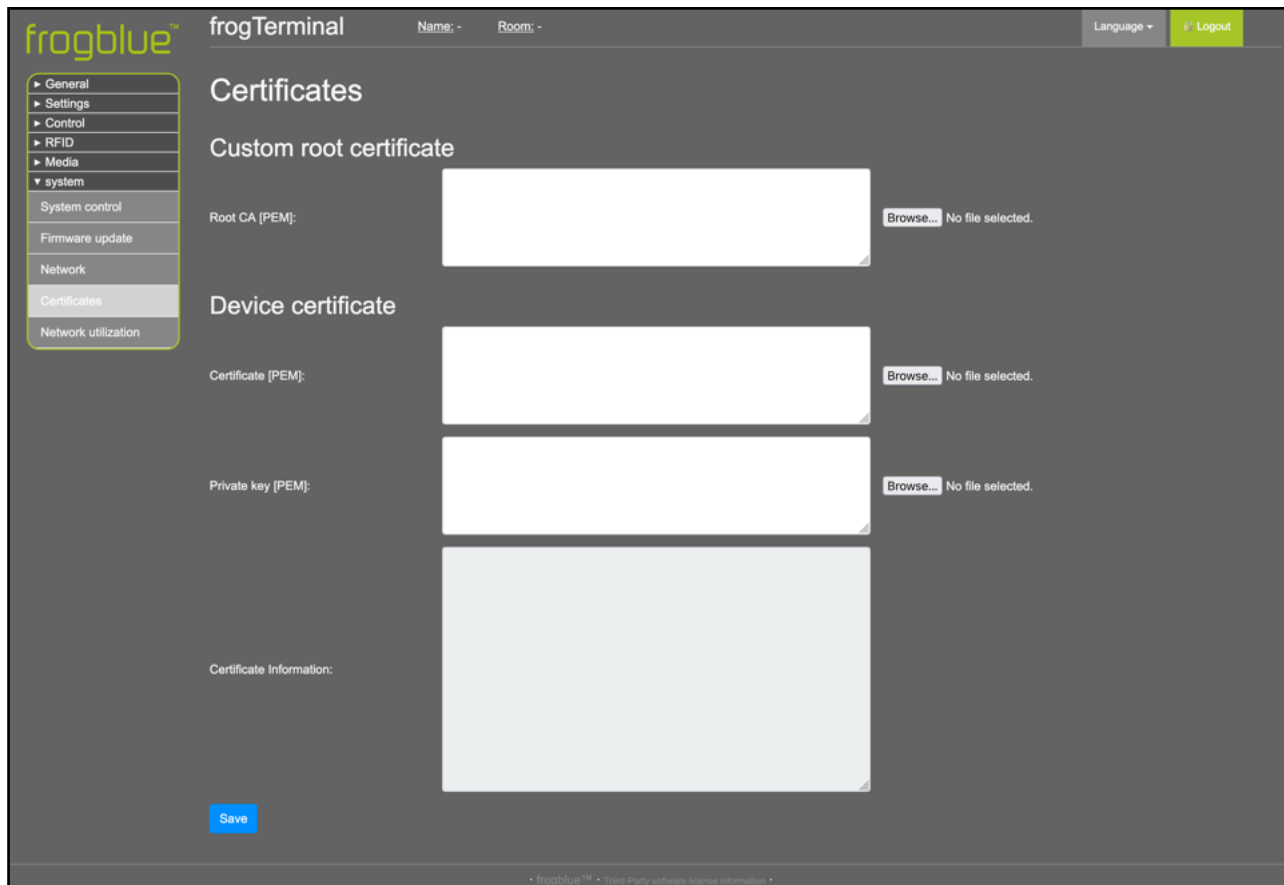 frogblue™
frogTerminal Name: - Room: - Language Logout
► General
► Settings
► Control
► RFID
► Media
▼ system
System control
Firmware update
Network
Certificates
Network utilization
Certificates
Custom root certificate
Root CA [PEM]: Browse... No file selected.
Device certificate
Certificate [PEM]: Browse... No file selected.
Private key [PEM]: Browse... No file selected.
Certificate Information:
Save
• frogblue™ • Third-Party software license information •